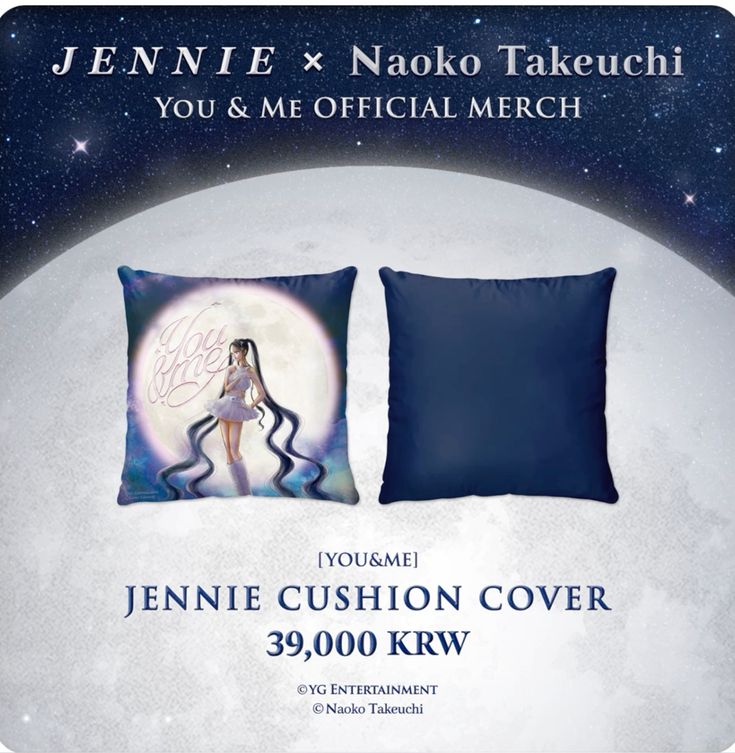 JENNIE × Naoko Takeuchi
YOU & ME OFFICIAL MERCH
You
&me
[YOU&ME]
JENNIE CUSHION COVER
39,000 KRW
©YG ENTERTAINMENT
©Naoko Takeuchi